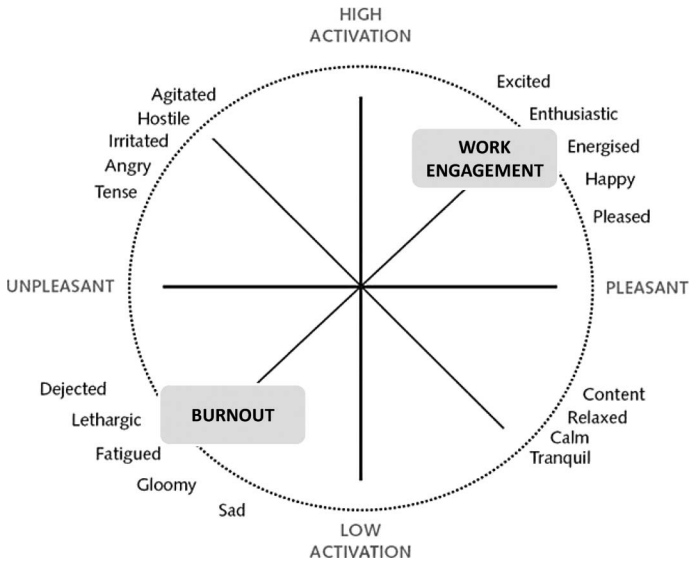 HIGH
ACTIVATION
Excited
Agitated
Enthusiastic
Hostile
Irritated
WORK
ENGAGEMENT
Energised
Angry
Happy
Tense
Pleased
UNPLEASANT
PLEASANT
Dejected
Content
BURNOUT
Lethargic
Relaxed
Calm
Fatigued
Tranquil
Gloomy
Sad
LOW
ACTIVATION